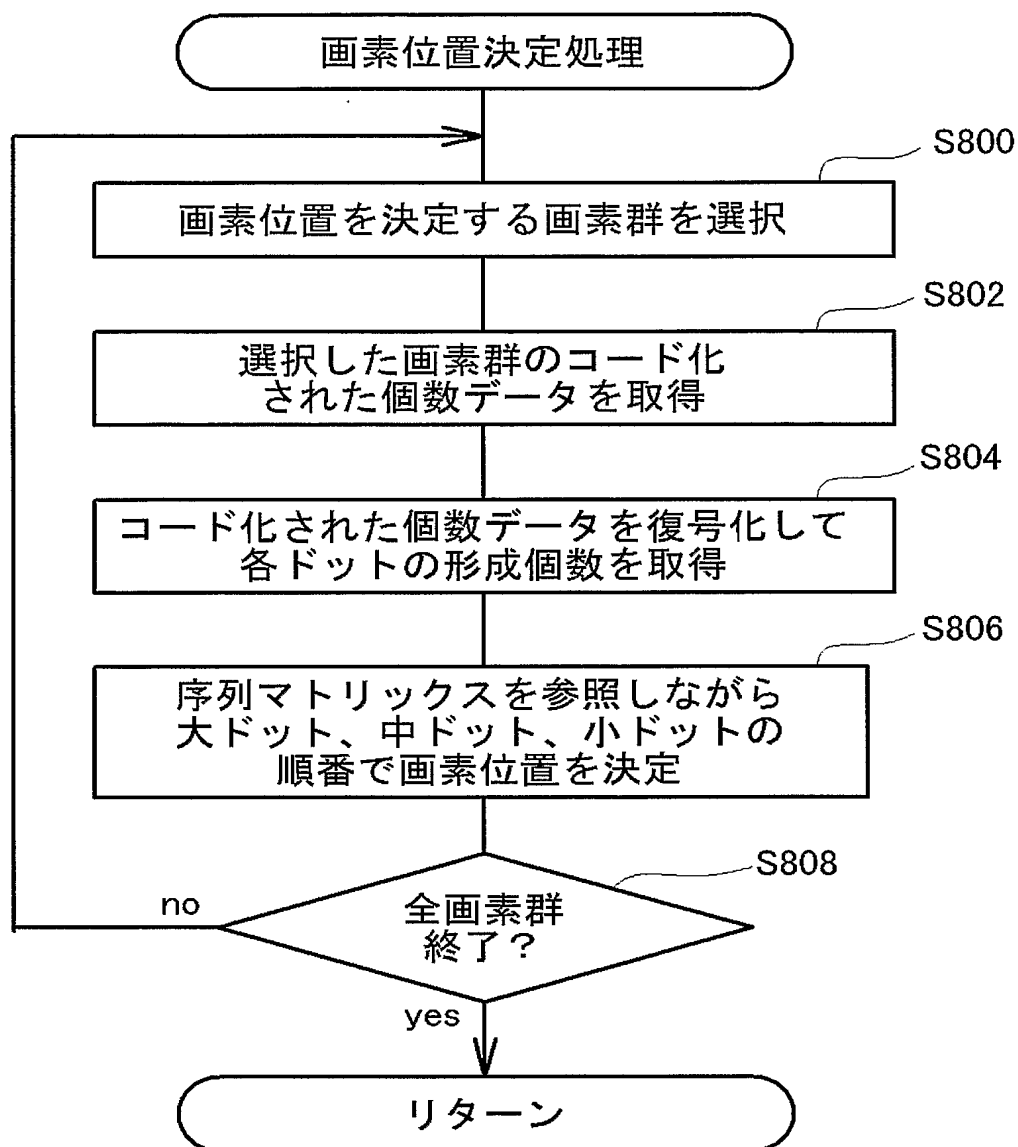 画素位置決定処理
S800
画素位置を決定する画素群を選択
S802
選択した画素群のコード化
された個数データを取得
S804
コード化された個数データを復号化して
各ドットの形成個数を取得
S806
序列マトリックスを参照しながら
大ドット、中ドット、小ドットの
順番で画素位置を決定
S808
no
全画素群
終了？
yes
リターン